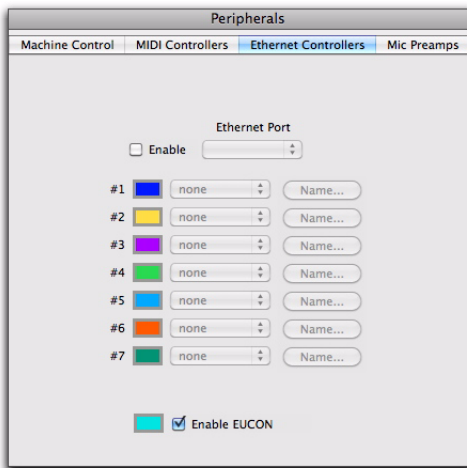 Peripherals
Machine Control MIDI Controllers Ethernet Controllers Mic Preamps
Ethernet Port
Enable
#1 none Name...
#2 none Name...
#3 none Name...
#4 none Name...
#5 none Name...
#6 none Name...
#7 none Name...
Enable EUCON